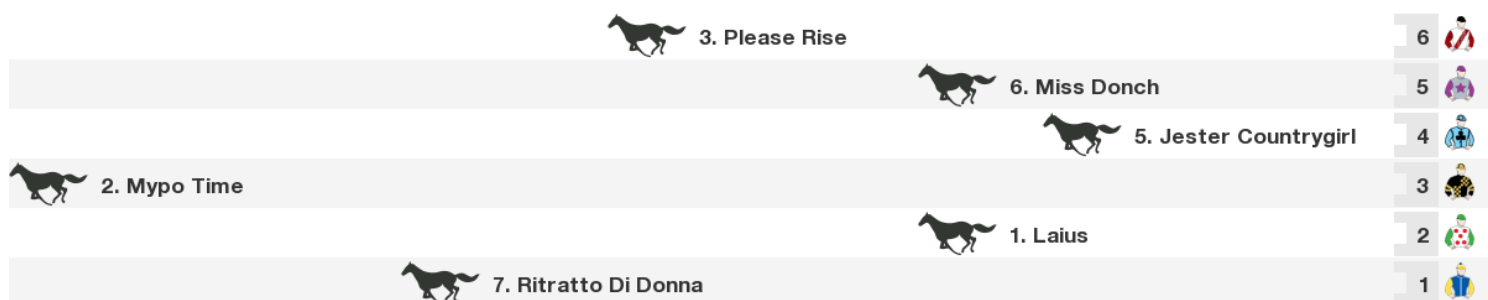 3. Please Rise 6
6. Miss Donch 5
5. Jester Countrygirl 4
2. Mypo Time 3
1. Laius 2
7. Ritratto Di Donna 1